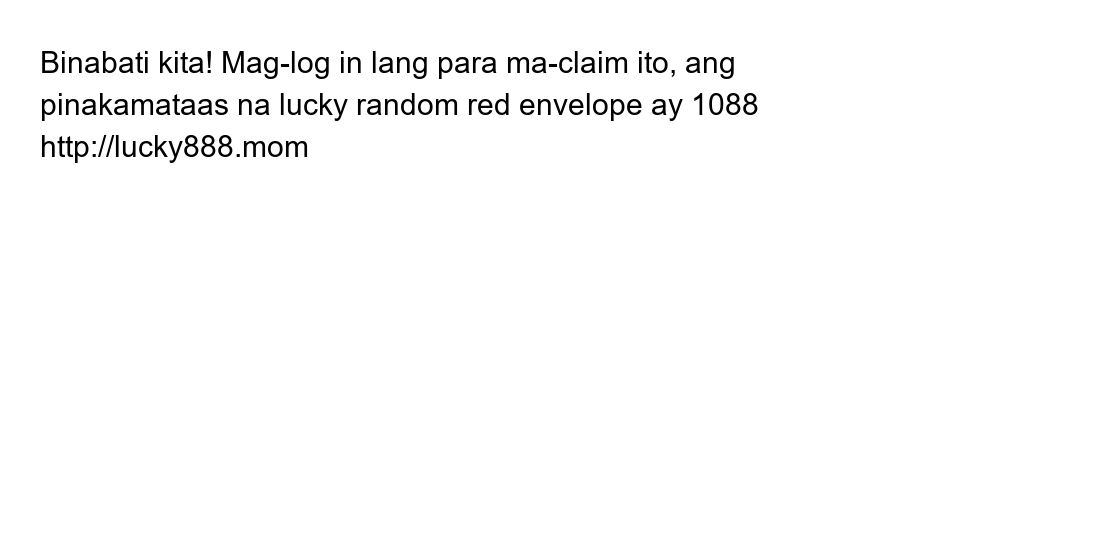 Binabati kita! Mag-log in lang para ma-claim ito, ang
pinakamataas na lucky random red envelope ay 1088
http://lucky888.mom